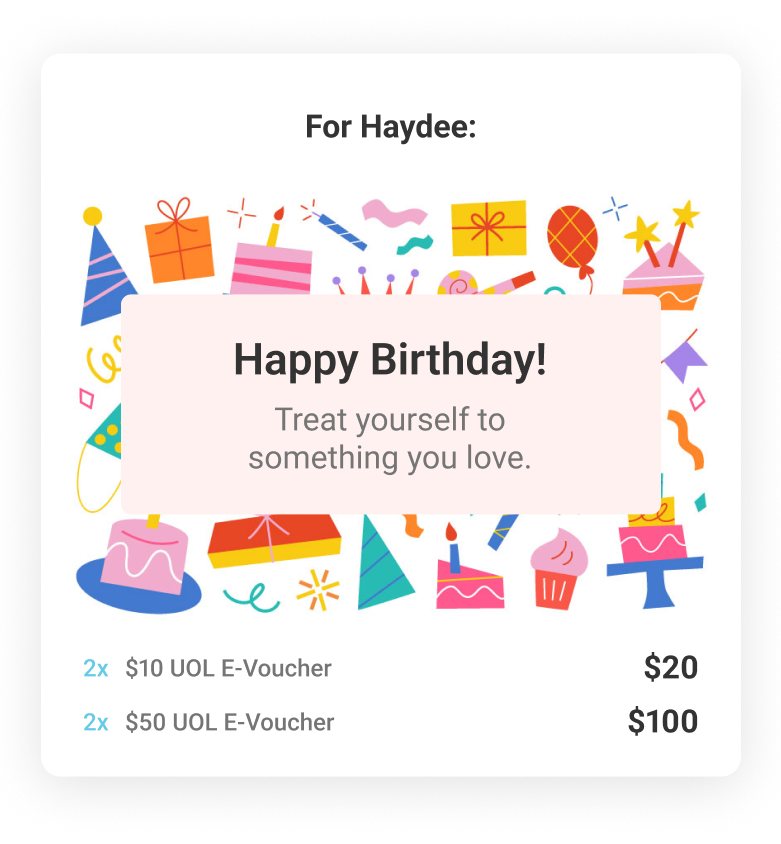 For Haydee:
Happy Birthday!
Treat yourself to
something you love.
2x $10 UOL E-Voucher $20
2x $50 UOL E-Voucher $100